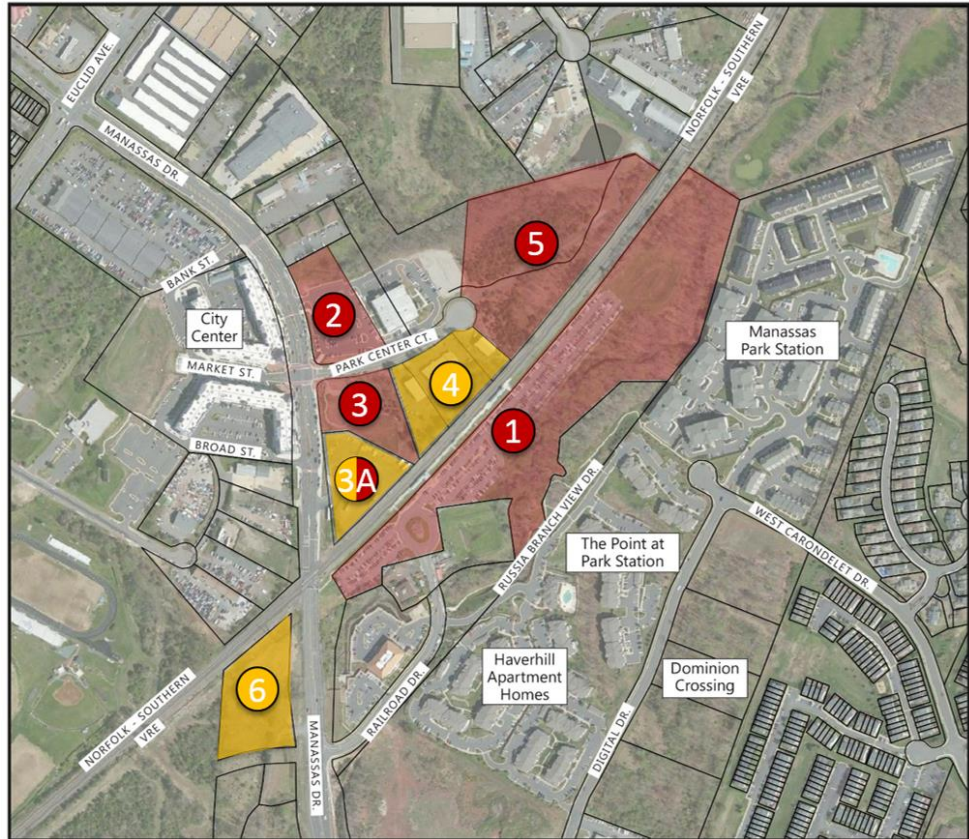 EUCLID AVE.
MANASSAS DR.
NORFOLK - SOUTHERN
VRE
BANK ST.
5
City
Center
2
PARK CENTER CT.
Manassas
Park Station
MARKET ST.
4
3
1
BROAD ST.
3A
RUSSIA BRANCH VIEW DR.
The Point at
Park Station
WEST CARONDELET DR.
6
Haverhill
Apartment
Homes
Dominion
Crossing
RAILROAD DR.
NORFOLK - SOUTHERN
VRE
MANASSAS DR.
DIGITAL DR.